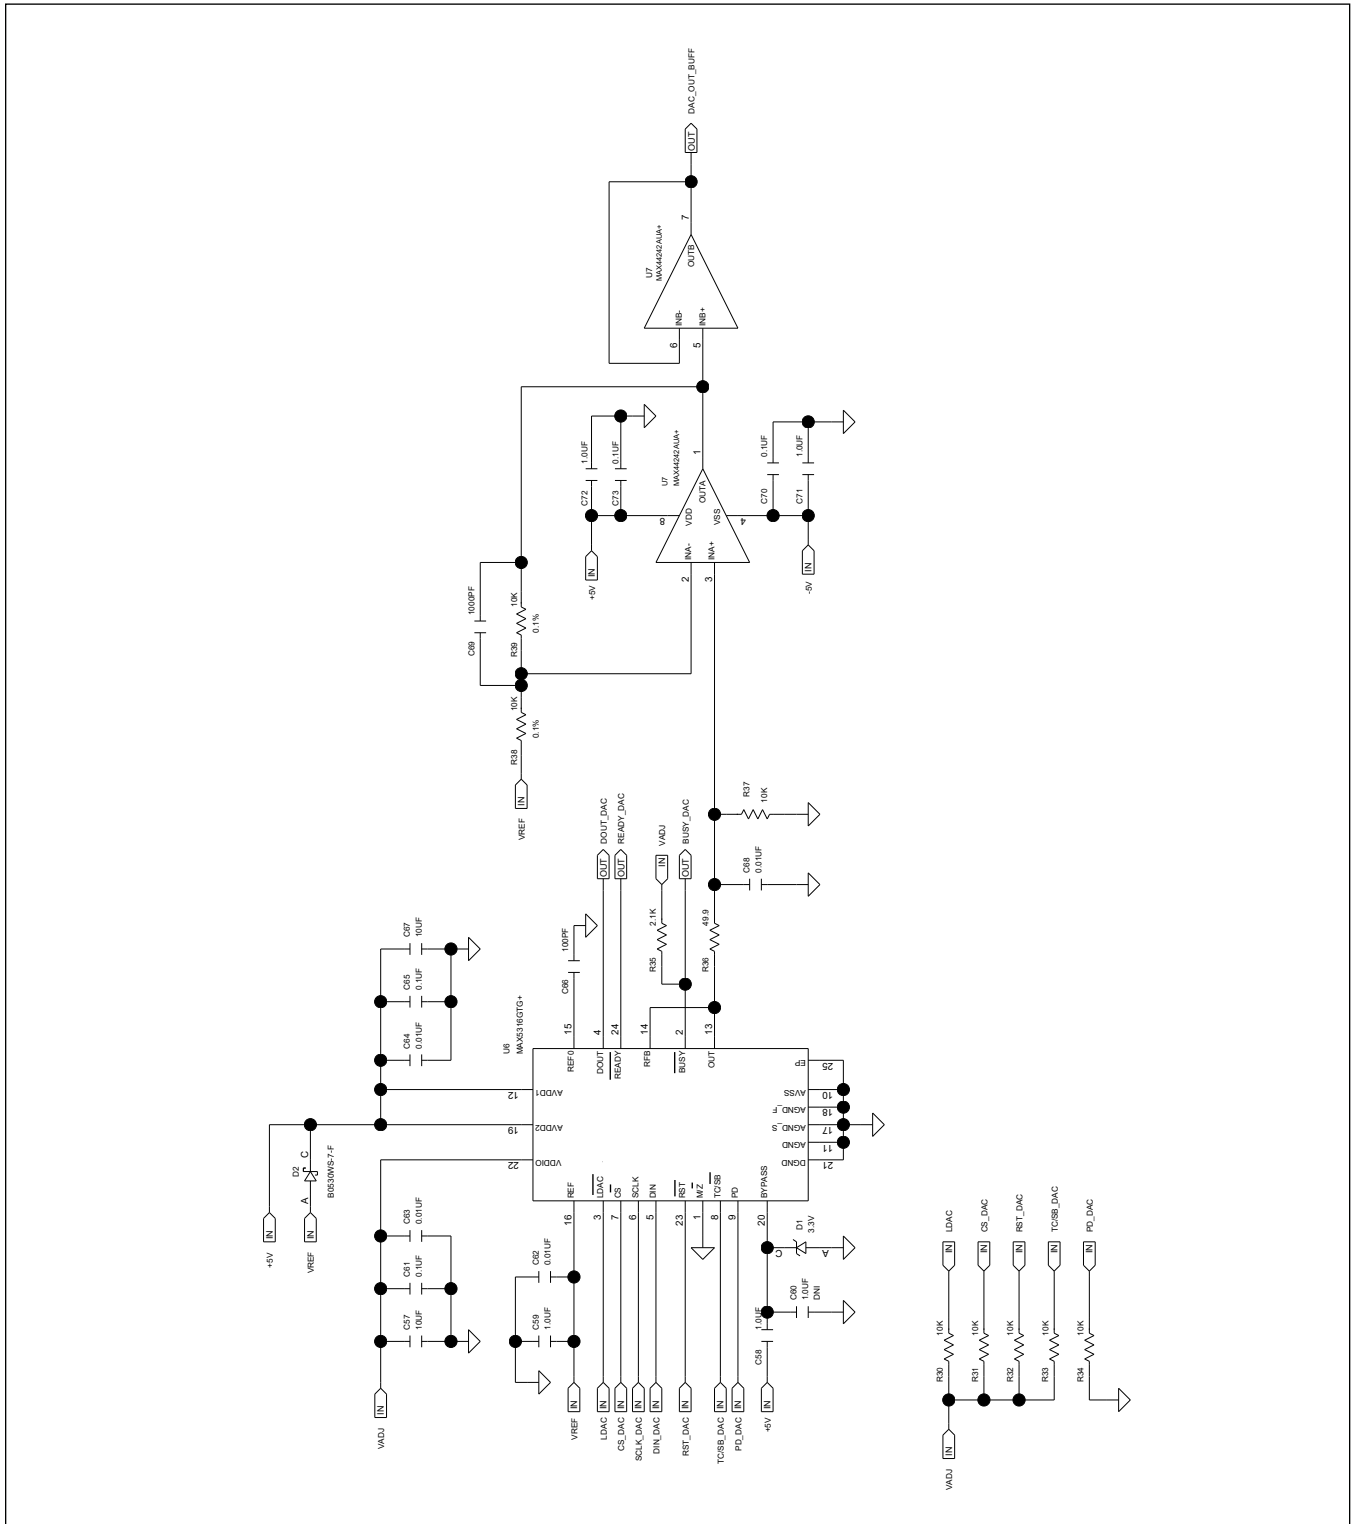 DAC_OUT_BUFF
OUT
7
OUTB
U7
MAX44242AUA+
INB-
INB+
6
5
1.0UF
0.1UF
C72
C73
1
U7
MAX44242AUA+
OUTA
VDD
VSS
8
4
INA-
INA+
2
3
0.1UF
1.0UF
C70
C71
IN
+5V
IN
-5V
1000PF
C69
10K
R39
0.1%
10K
R38
0.1%
IN
VREF
DOUT_DAC
READY_DAC
OUT
OUT
VADJ
IN
2.1K
R35
BUSY_DAC
OUT
49.9
R36
R37
10K
C68
0.01UF
C67
10UF
C65
0.1UF
C64
0.01UF
100PF
C66
U6
MAX5316GTG+
15
4
24
14
2
13
REFO
DOUT
READY
RFB
BUSY
OUT
12
AVDD1
19
AVDD2
22
VDDIO
EP
25
AVSS
10
AGND_F
18
AGND_S
17
AGND
11
DGND
21
REF
LDAC
CS
SCLK
DIN
RST
M/Z
TC/SB
PD
BYPASS
16
3
7
6
5
23
1
8
9
20
D2
C
A
B0530WS-7-F
IN
+5V
IN
VREF
C63
0.01UF
C61
0.1UF
C57
10UF
IN
VADJ
C62
0.01UF
C59
1.0UF
C
A
D1
3.3V
C60
1.0UF
DNI
1.0UF
C58
IN
VREF
IN
LDAC
IN
CS_DAC
IN
SCLK_DAC
IN
DIN_DAC
IN
RST_DAC
IN
TC/SB_DAC
IN
PD_DAC
IN
+5V
LDAC
IN
CS_DAC
IN
RST_DAC
IN
TC/SB_DAC
IN
PD_DAC
IN
10K
R30
10K
R31
10K
R32
10K
R33
10K
R34
IN
VADJ